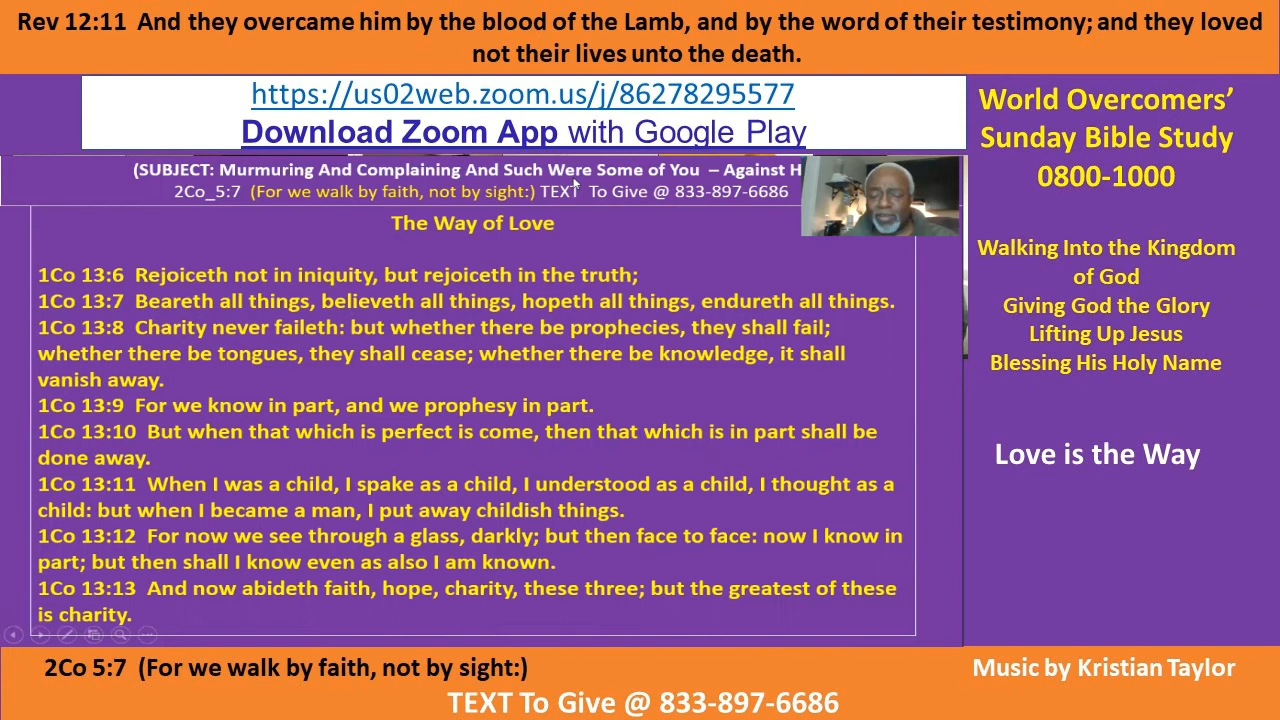 Rev 12:11 And they overcame him by the blood of the Lamb, and by the word of their testimony; and they loved
not their lives unto the death.
https://us02web.zoom.us/j/86278295577
Download Zoom App with Google Play
(SUBJECT: Murmuring And Complaining And Such Were Some of You – Against H
2Co_5:7 (For we walk by faith, not by sight:) TEXT To Give @ 833-897-6686
The Way of Love
1Co 13:6 Rejoiceth not in iniquity, but rejoiceth in the truth;
1Co 13:7 Beareth all things, believeth all things, hopeth all things, endureth all things.
1Co 13:8 Charity never faileth: but whether there be prophecies, they shall fail;
whether there be tongues, they shall cease; whether there be knowledge, it shall
vanish away.
1Co 13:9 For we know in part, and we prophesy in part.
1Co 13:10 But when that which is perfect is come, then that which is in part shall be
done away.
1Co 13:11 When I was a child, I spake as a child, I understood as a child, I thought as a
child: but when I became a man, I put away childish things.
1Co 13:12 For now we see through a glass, darkly; but then face to face: now I know in
part; but then shall I know even as also I am known.
1Co 13:13 And now abideth faith, hope, charity, these three; but the greatest of these
is charity.
World Overcomers’
Sunday Bible Study
0800-1000
Walking Into the Kingdom
of God
Giving God the Glory
Lifting Up Jesus
Blessing His Holy Name
Love is the Way
2Co 5:7 (For we walk by faith, not by sight:)
Music by Kristian Taylor
TEXT To Give @ 833-897-6686